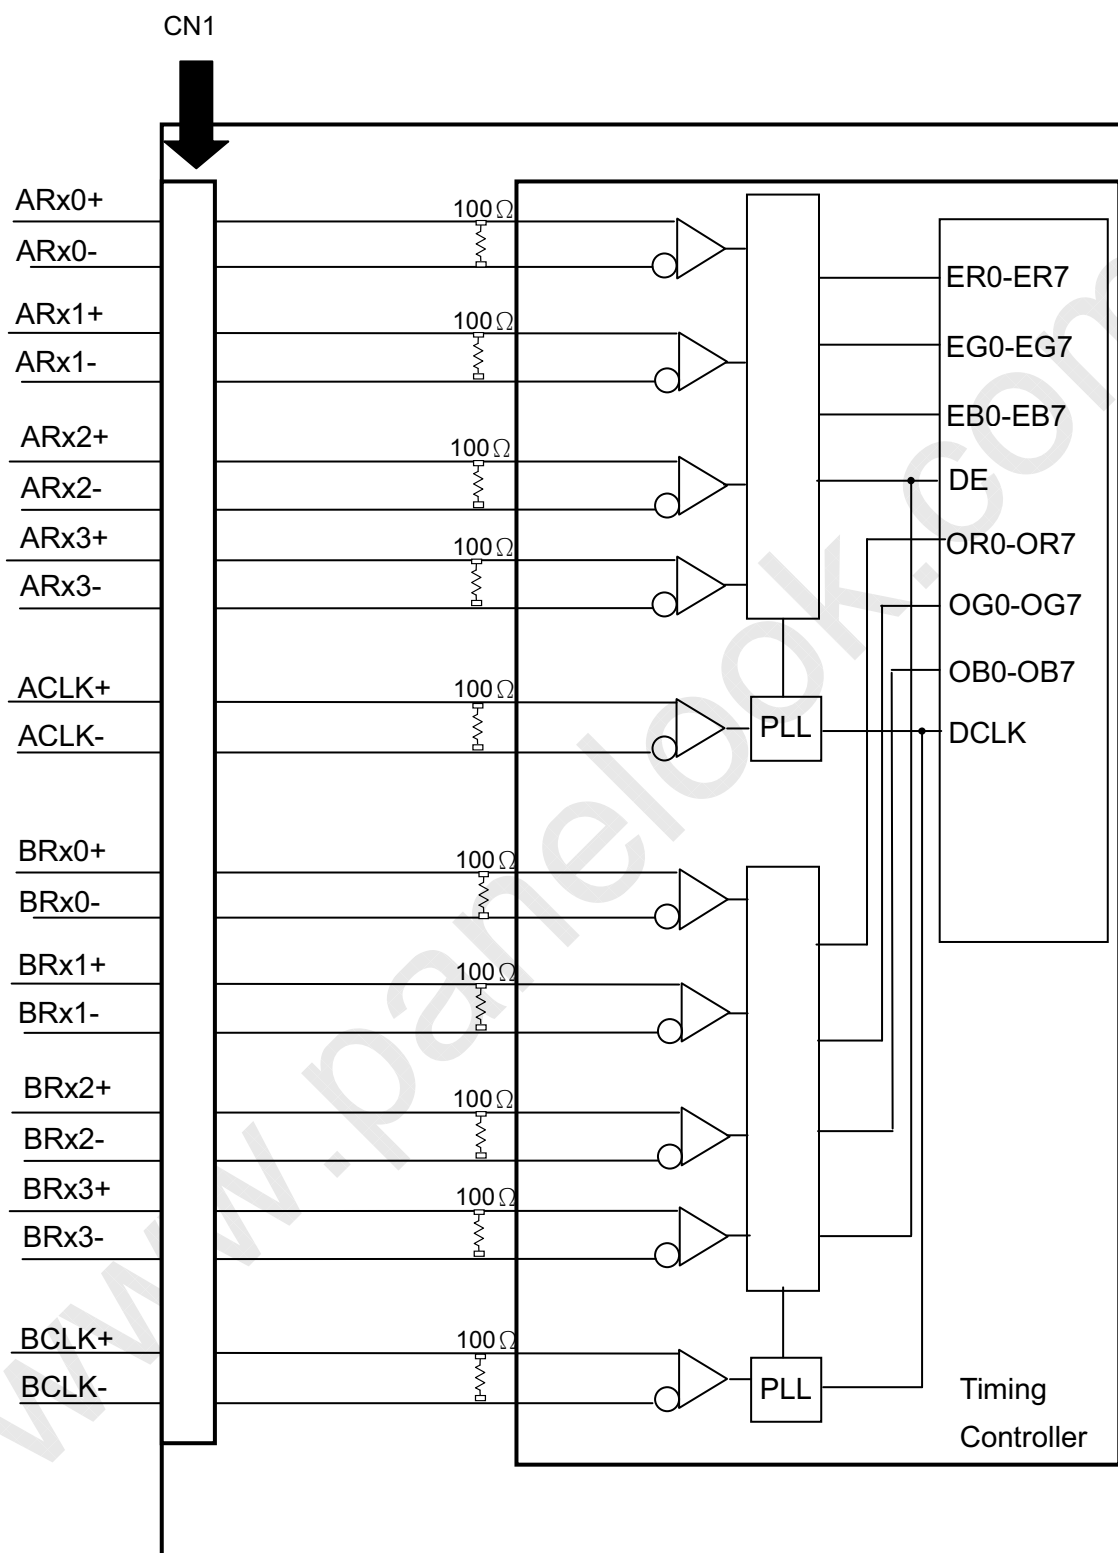 CN1
ARx0+
100Ω
ARx0-
ER0-ER7
ARx1+
100Ω
ARx1-
EG0-EG7
EB0-EB7
ARx2+
100Ω
ARx2-
DE
ARx3+
100Ω
OR0-OR7
ARx3-
OG0-OG7
OB0-OB7
ACLK+
100Ω
ACLK-
PLL
DCLK
BRx0+
100Ω
BRx0-
BRx1+
100Ω
BRx1-
BRx2+
100Ω
BRx2-
BRx3+
100Ω
BRx3-
BCLK+
100Ω
BCLK-
PLL
Timing
Controller
www.panelook.com